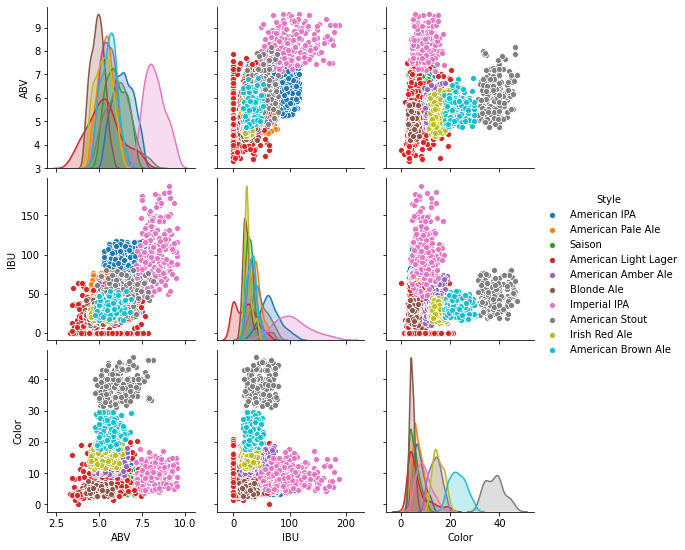 9
8
7
6
5
4
3
ABV
150
100
50
0
IBU
Style
American IPA
American Pale Ale
Saison
American Light Lager
American Amber Ale
Blonde Ale
Imperial IPA
American Stout
Irish Red Ale
American Brown Ale
40
30
20
10
0
Color
2.5 5.0 7.5 10.0
0 100 200
0 20 40
ABV IBU Color